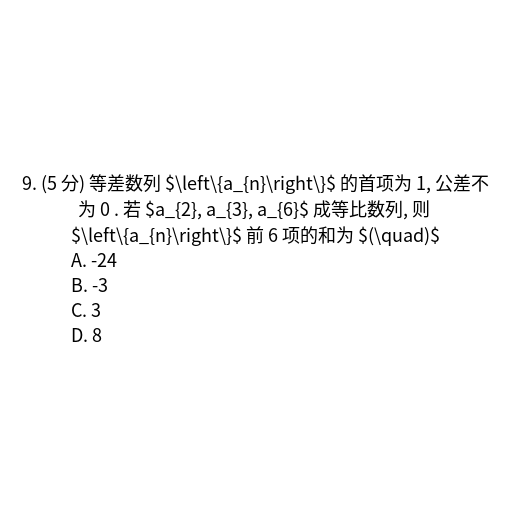 9. (5 分) 等差数列 $\left\{a_{n}\right\}$ 的首项为 1, 公差不
为 0 . 若 $a_{2}, a_{3}, a_{6}$ 成等比数列, 则
$\left\{a_{n}\right\}$ 前 6 项的和为 $(\quad)$
A. -24
B. -3
C. 3
D. 8